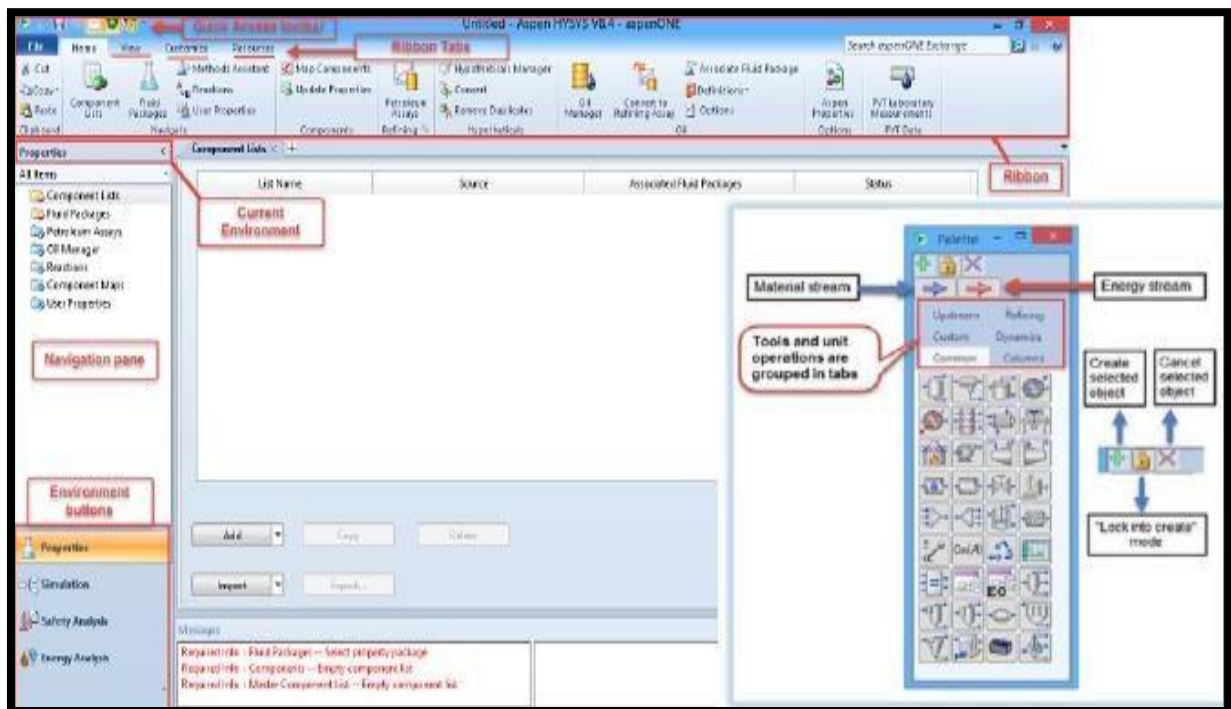 Quick Access toolbar
Untitled - Aspen HYSYS V8.4 - aspenONE
File Home View Customize Resources
Ribbon Tabs
Search aspenONE Exchange
Cut
Copy
Paste
Clipboard
Component Lists
Fluid Packages
Methods Assistant
Reactions
User Properties
Navigate
Map Components
Update Properties
Components
Petroleum Assays
Refining
Hypotheticals Manager
Convert
Remove Duplicates
Hypotheticals
Oil Manager
Convert to Refining Assay
Associate Fluid Package
Definitions
Options
Oil
Aspen Properties
Options
PVT Laboratory Measurements
PVT Data
Properties <
Component Lists × +
All Items
Component Lists
Fluid Packages
Petroleum Assays
Oil Manager
Reactions
Component Maps
User Properties
List Name Source Associated Fluid Packages Status
Ribbon
Current
Environment
Navigation pane
Environment
buttons
Properties
Simulation
Safety Analysis
Energy Analysis
Add Copy Delete
Import Export...
Messages
Required Info : Fluid Packages -- Select property package
Required Info : Components -- Empty component list
Required Info : Master Component List -- Empty component list
Palette
Material stream
Energy stream
Upstream Refining
Custom Dynamics
Common Columns
Tools and unit
operations are
grouped in tabs
Create
selected
object
Cancel
selected
object
"Lock into create"
mode
EO